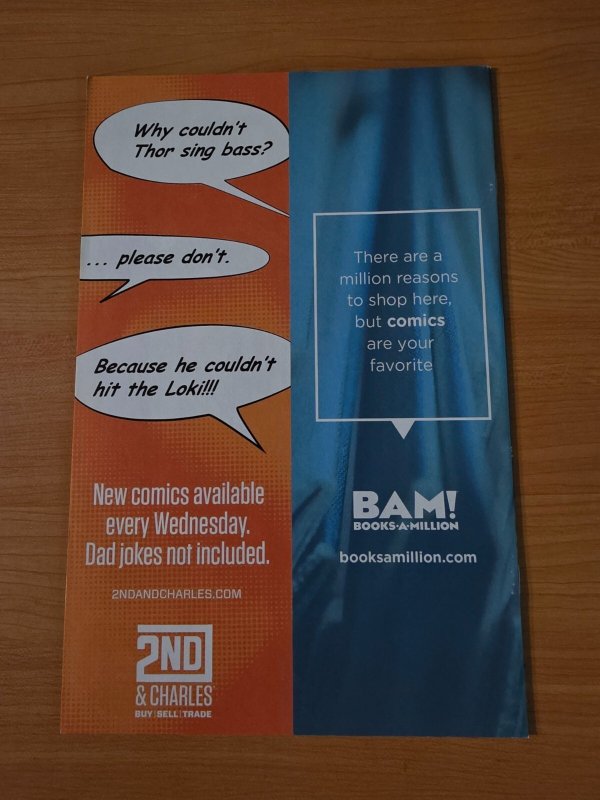 Why couldn't
Thor sing bass?
... please don't.
Because he couldn't
hit the Loki!!!
New comics available
every Wednesday.
Dad jokes not included.
2NDANDCHARLES.COM
2ND
& CHARLES
BUY | SELL | TRADE
There are a
million reasons
to shop here,
but comics
are your
favorite
BAM!
BOOKS·A·MILLION
booksamillion.com